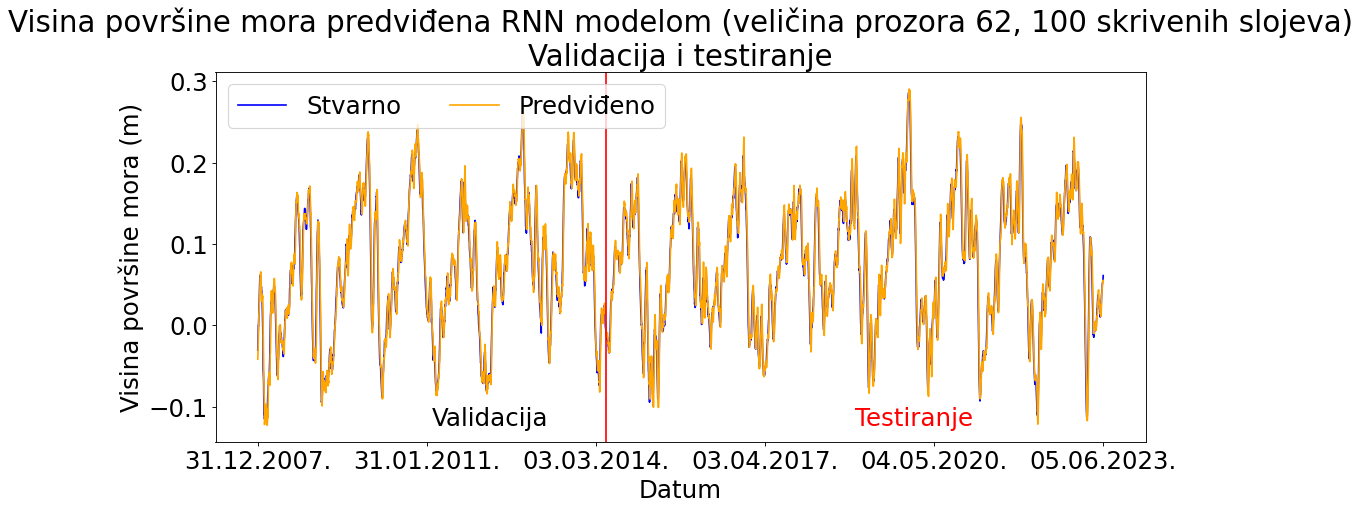 Visina površine mora predviđena RNN modelom (veličina prozora 62, 100 skrivenih slojeva)
Validacija i testiranje
Stvarno
Predviđeno
Visina površine mora (m)
0.3
0.2
0.1
0.0
−0.1
Validacija
Testiranje
31.12.2007.
31.01.2011.
03.03.2014.
03.04.2017.
04.05.2020.
05.06.2023.
Datum